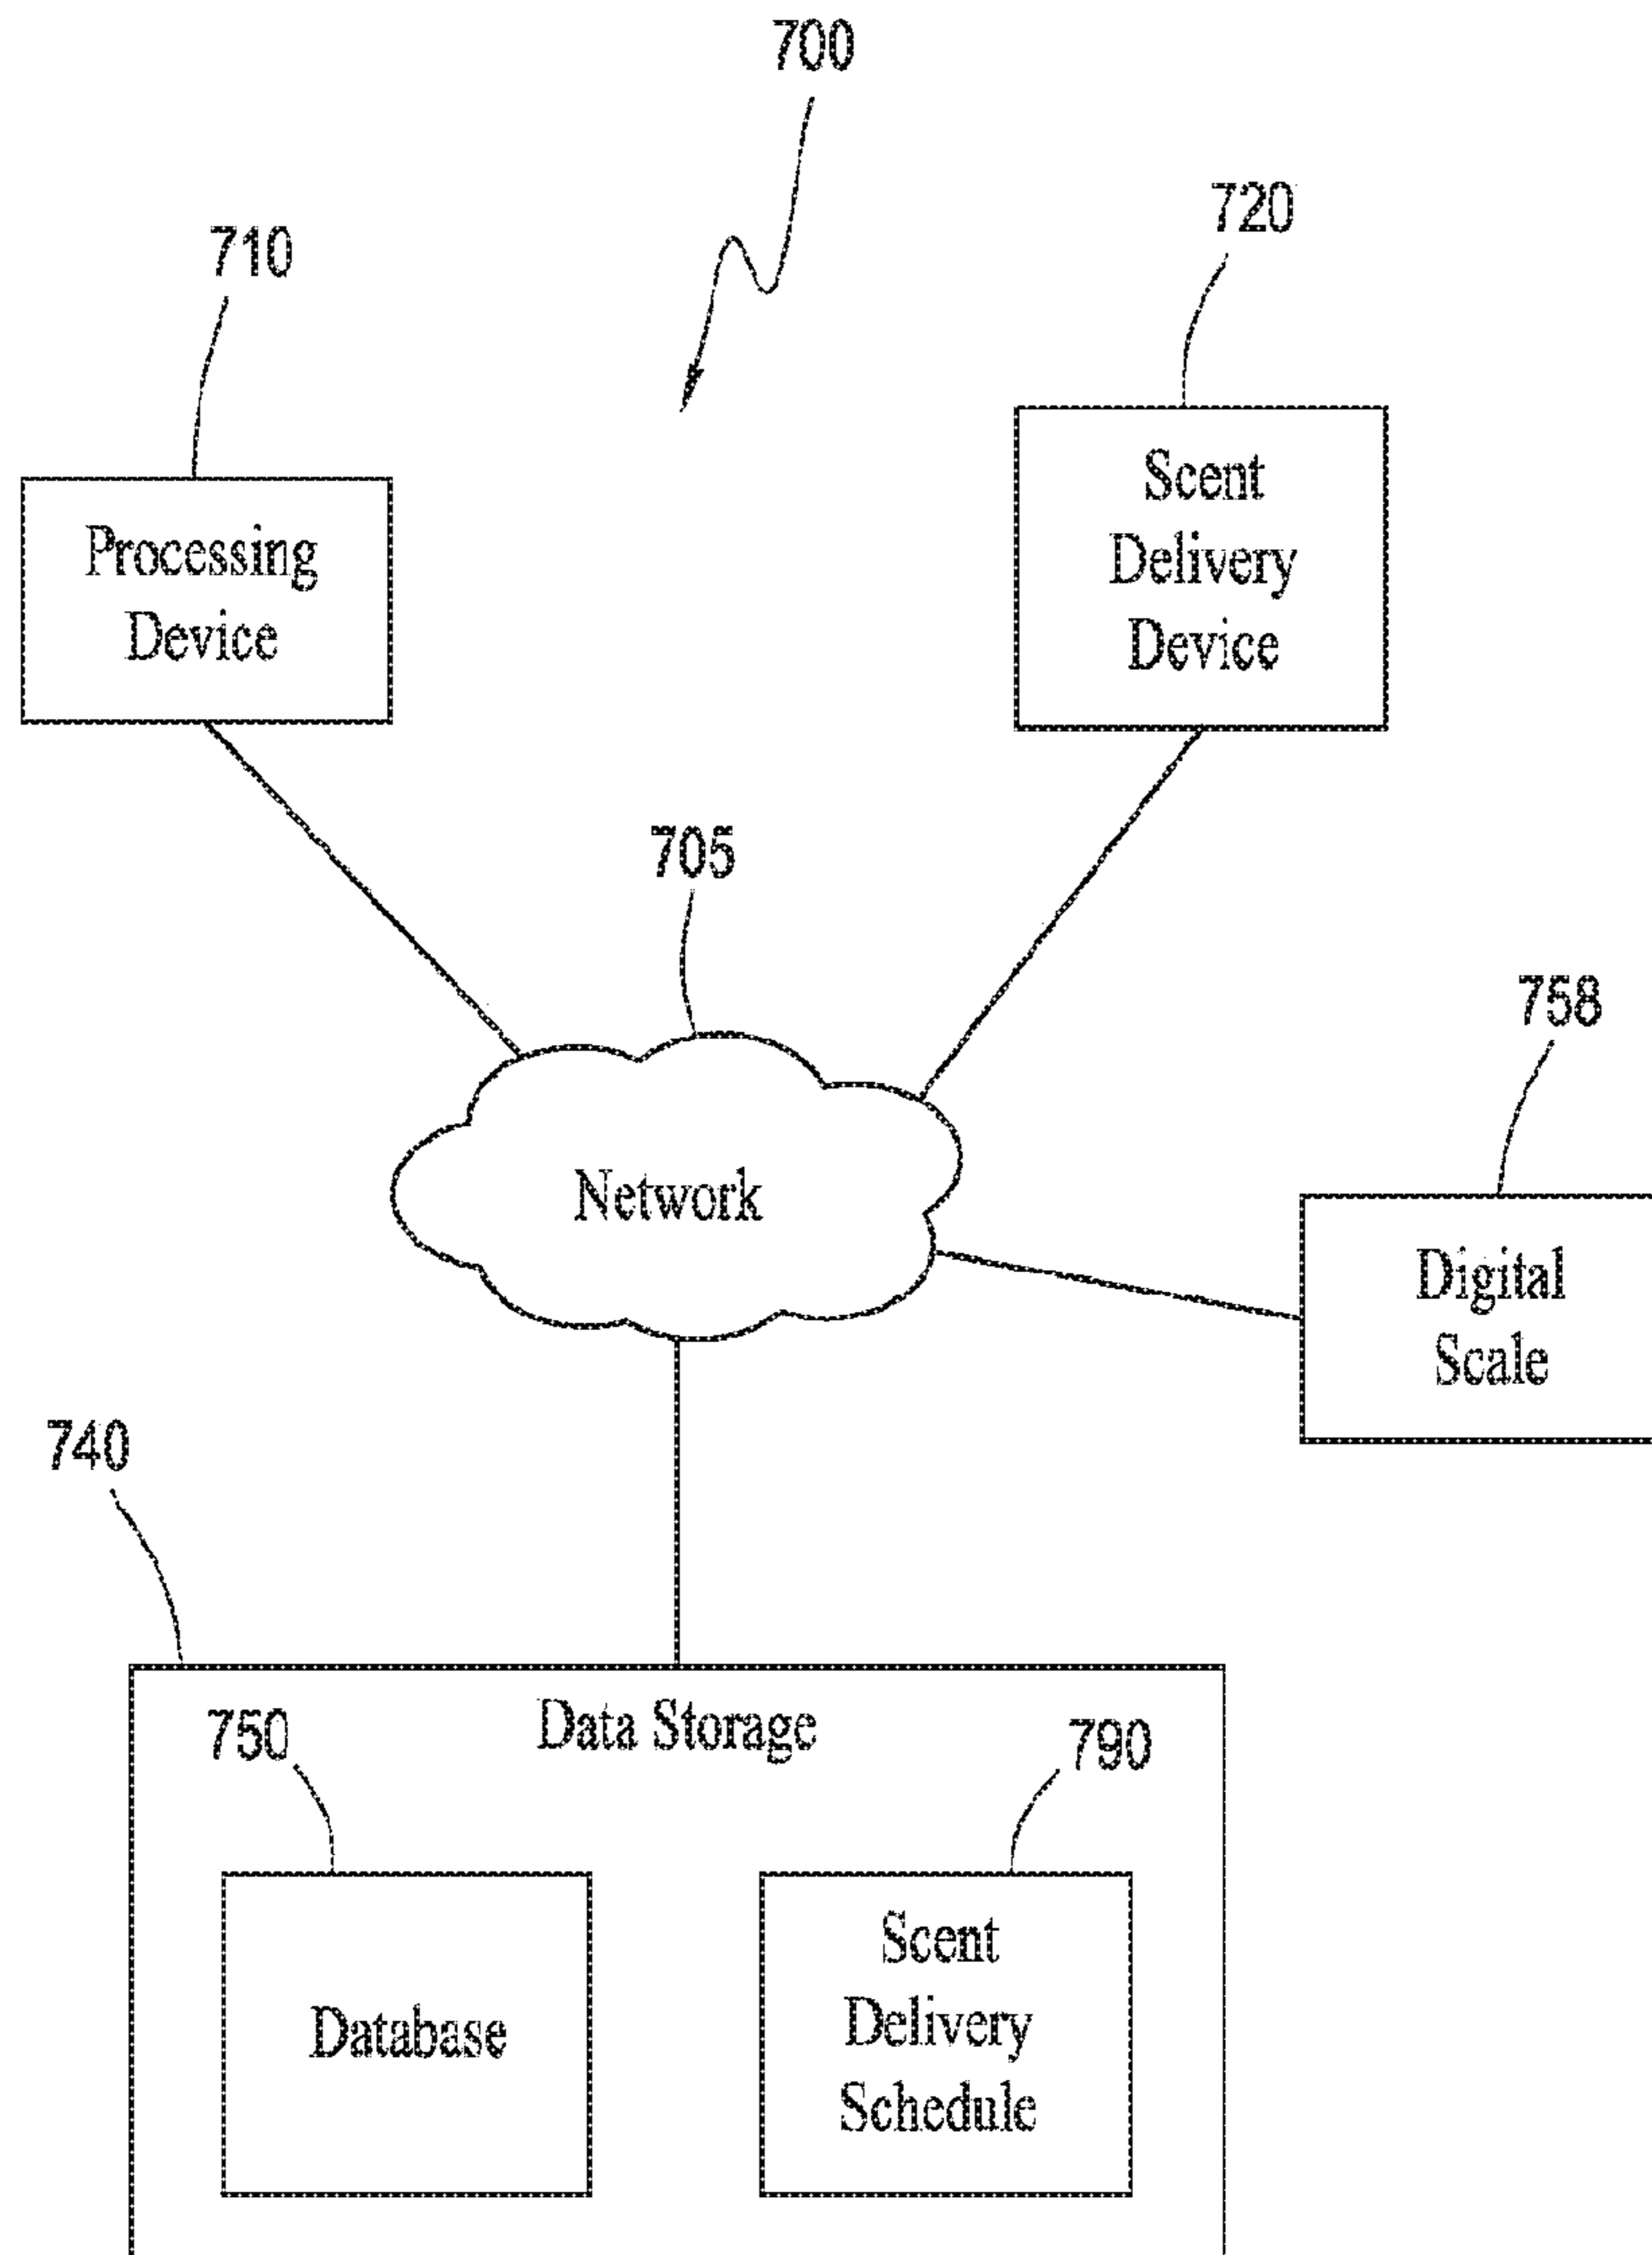 700
720
710
Scent
Delivery
Device
Processing
Device
705
758
Network
Digital
Scale
740
Data Storage
750
790
Scent
Delivery
Schedule
Database